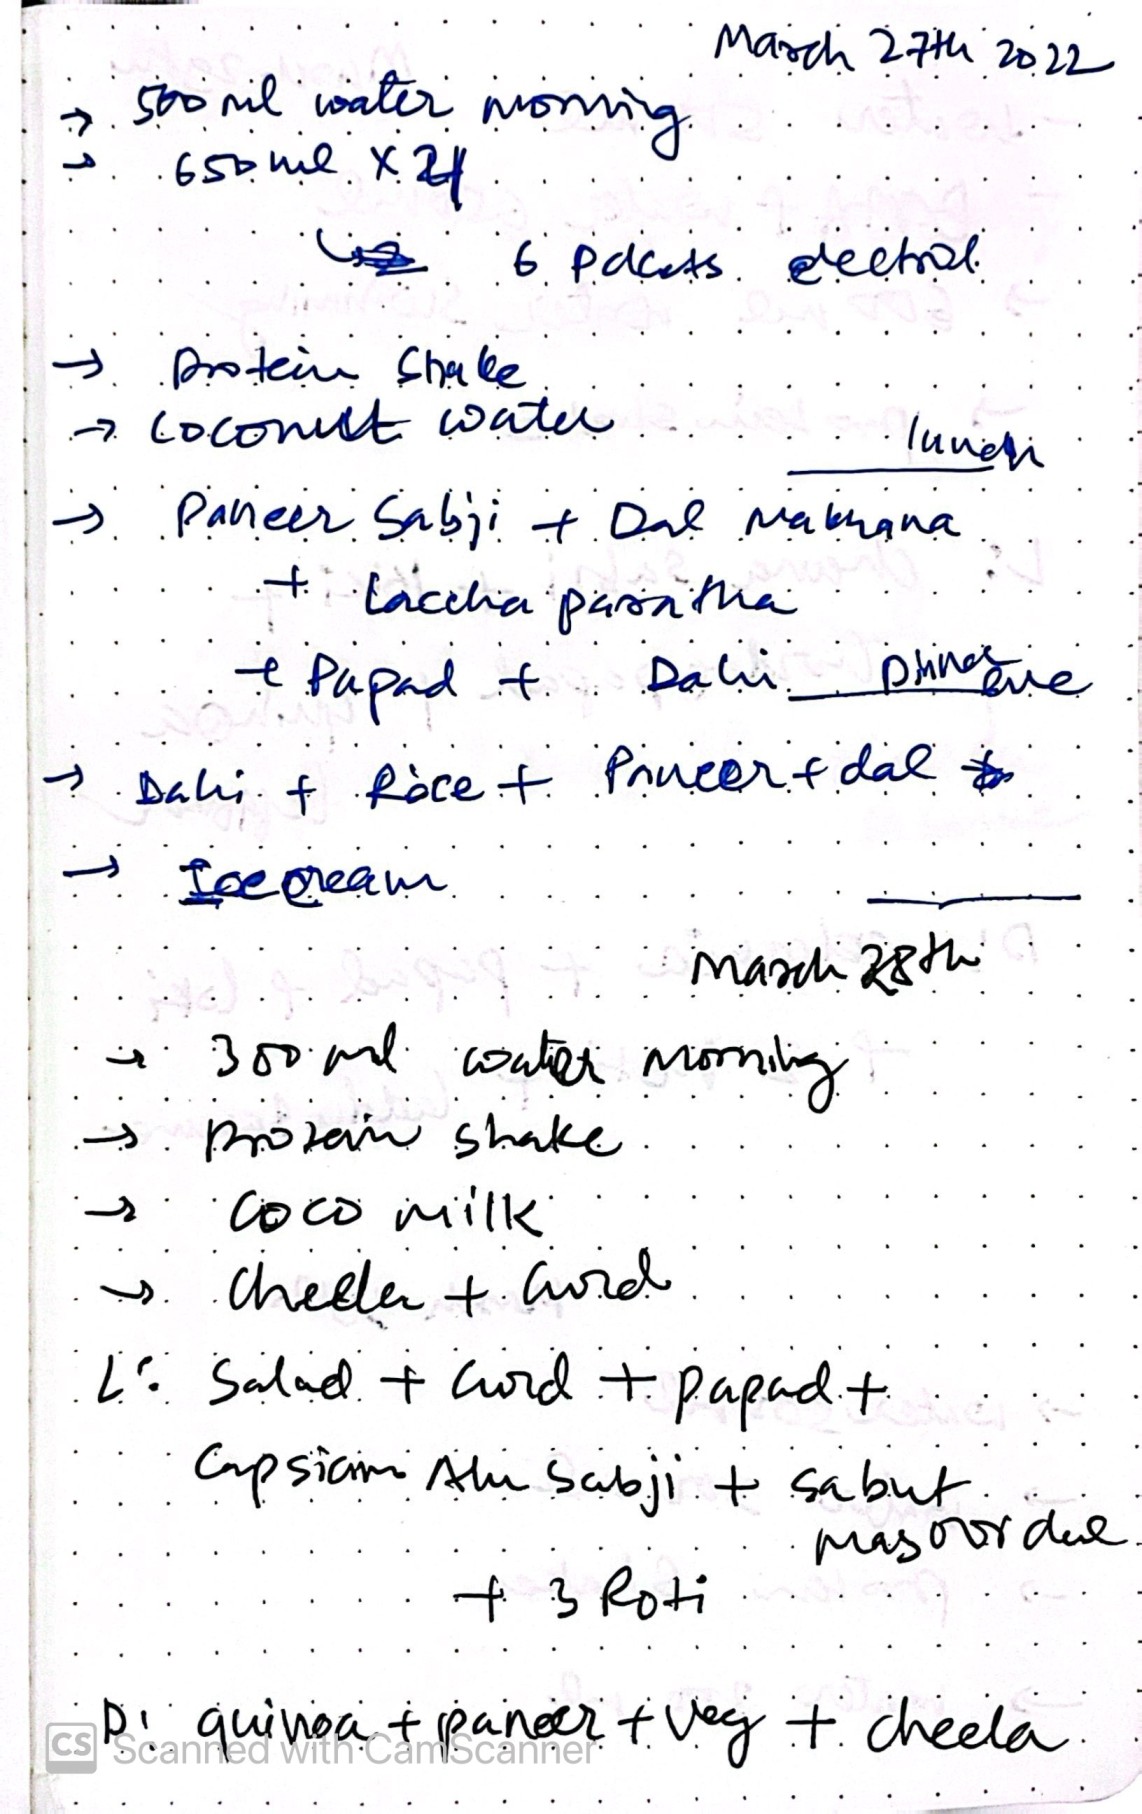 March 27th 2022
→ 500 ml water morning
→ 650 ml x 24
↳ 6 packets electral
→ Protein Shake
→ Coconut water
lunch
→ Paneer Sabji + Dal Makhana
+ Laccha paratha
+ Papad + Dahi
Dinner
→ Dahi + Rice + Paneer + dal
→ Ice cream
March 28th
→ 300 ml water morning
→ Protein shake
→ Coco milk
→ Cheela + Curd
L: Salad + Curd + papad +
Capsicum Alu Sabji + sabut
masoor dal
+ 3 Roti
D: quinoa + paneer + veg + cheela
CS Scanned with CamScanner